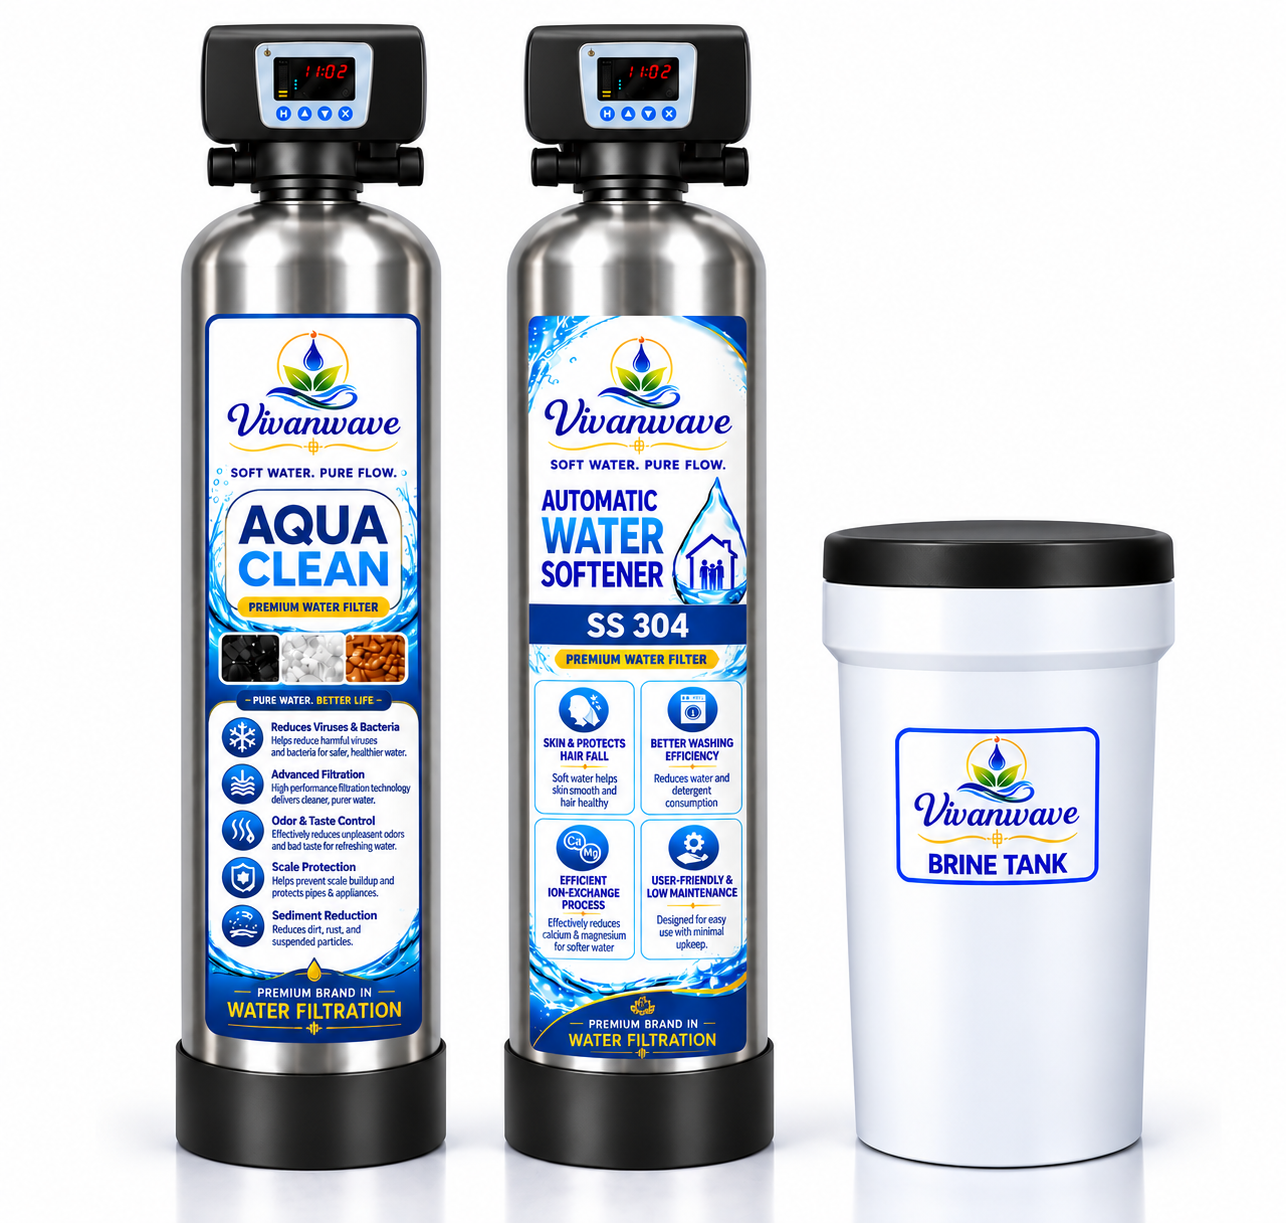 11:02
H
Vivanwave
SOFT WATER. PURE FLOW.
AQUA
CLEAN
PREMIUM WATER FILTER
– PURE WATER. BETTER LIFE –
Reduces Viruses & Bacteria
Helps reduce harmful viruses
and bacteria for safer, healthier water.
Advanced Filtration
High performance filtration technology
delivers cleaner, purer water.
Odor & Taste Control
Effectively reduces unpleasent odors
and bad taste for refreshing water.
Scale Protection
Helps prevent scale buildup and
protects pipes & appliances.
Sediment Reduction
Reduces dirt, rust, and
suspended particles.
PREMIUM BRAND IN
WATER FILTRATION
11:02
H
Vivanwave
SOFT WATER. PURE FLOW.
AUTOMATIC
WATER
SOFTENER
SS 304
PREMIUM WATER FILTER
SKIN & PROTECTS
HAIR FALL
Soft water helps
skin smooth and
hair healthy
BETTER WASHING
EFFICIENCY
Reduces water and
detergent
consumption
Ca
Mg
EFFICIENT
ION-EXCHANGE
PROCESS
Effectively reduces
calcium & magnesium
for softer water
USER-FRIENDLY &
LOW MAINTENANCE
Designed for easy
use with minimal
upkeep.
PREMIUM BRAND IN
WATER FILTRATION
Vivanwave
BRINE TANK